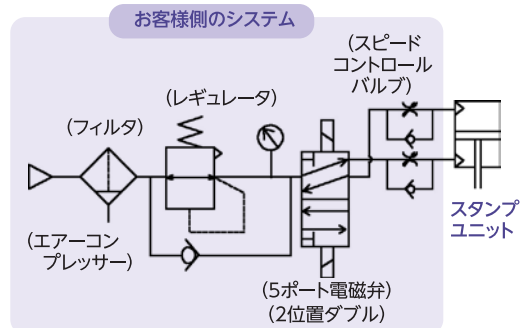 お客様側のシステム
(スピード
コントロール
バルブ)
(レギュレータ)
(フィルタ)
(エアーコン
プレッサー)
スタンプ
ユニット
(5ポート電磁弁)
(2位置ダブル)